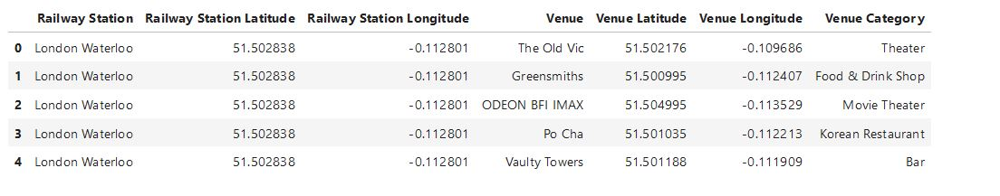 Railway Station Railway Station Latitude Railway Station Longitude Venue Venue Latitude Venue Longitude Venue Category
0 London Waterloo 51.502838 -0.112801 The Old Vic 51.502176 -0.109686 Theater
1 London Waterloo 51.502838 -0.112801 Greensmiths 51.500995 -0.112407 Food & Drink Shop
2 London Waterloo 51.502838 -0.112801 ODEON BFI IMAX 51.504995 -0.113529 Movie Theater
3 London Waterloo 51.502838 -0.112801 Po Cha 51.501035 -0.112213 Korean Restaurant
4 London Waterloo 51.502838 -0.112801 Vaulty Towers 51.501188 -0.111909 Bar